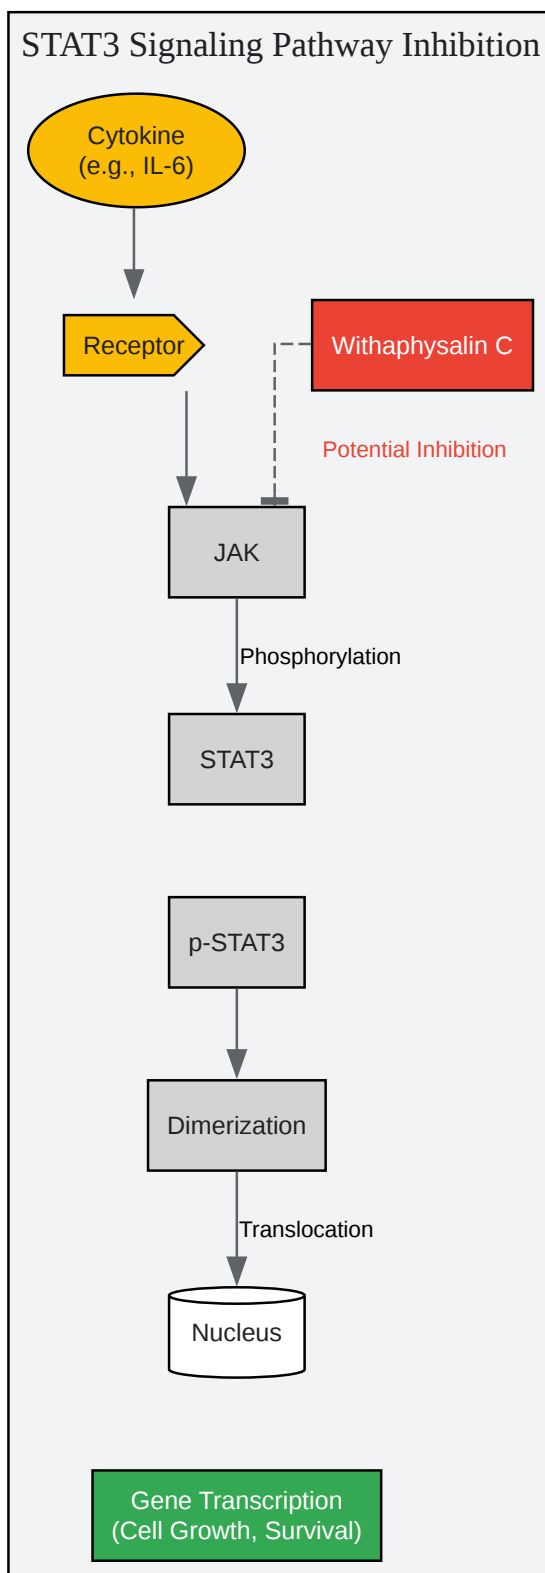 STAT3 Signaling Pathway Inhibition
Cytokine
(e.g., IL-6)
Receptor
Withaphysalin C
Potential Inhibition
JAK
Phosphorylation
STAT3
p-STAT3
Dimerization
Translocation
Nucleus
Gene Transcription
(Cell Growth, Survival)